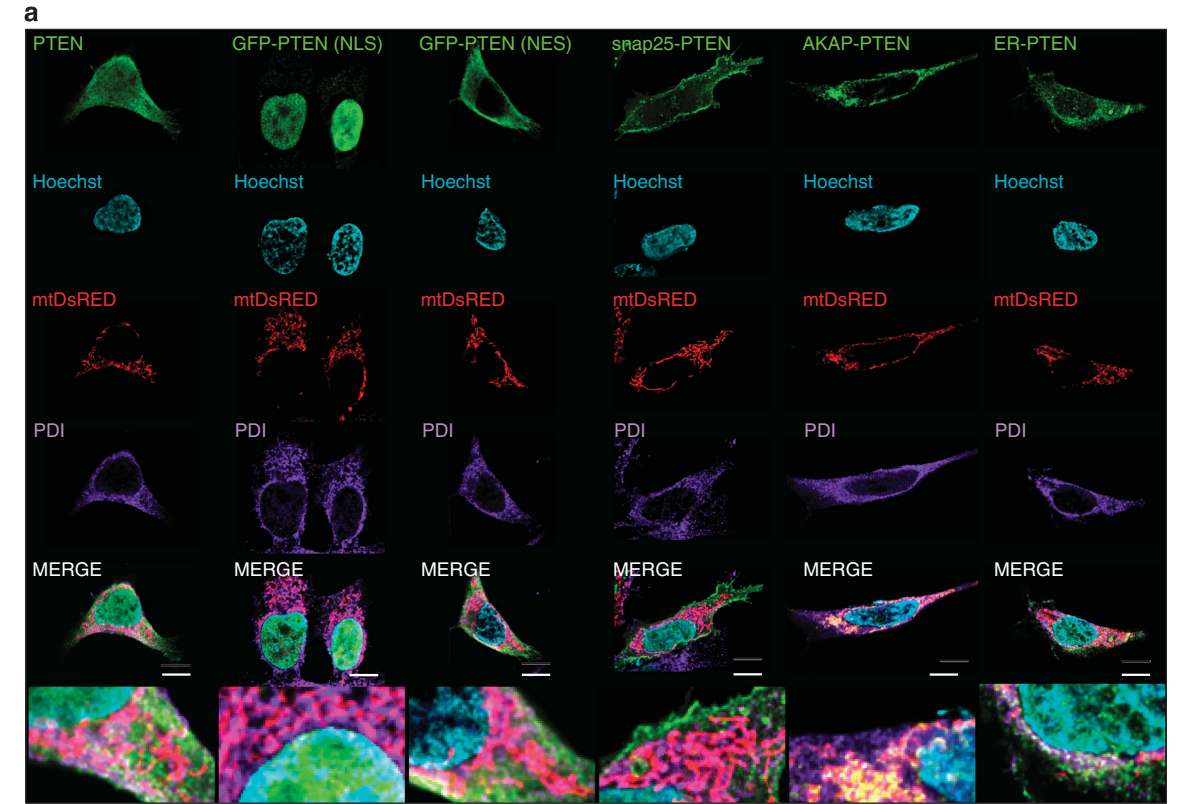 a
PTEN GFP-PTEN (NLS) GFP-PTEN (NES) snap25-PTEN AKAP-PTEN ER-PTEN
Hoechst Hoechst Hoechst Hoechst Hoechst Hoechst
mtDsRED mtDsRED mtDsRED mtDsRED mtDsRED mtDsRED
PDI PDI PDI PDI PDI PDI
MERGE MERGE MERGE MERGE MERGE MERGE